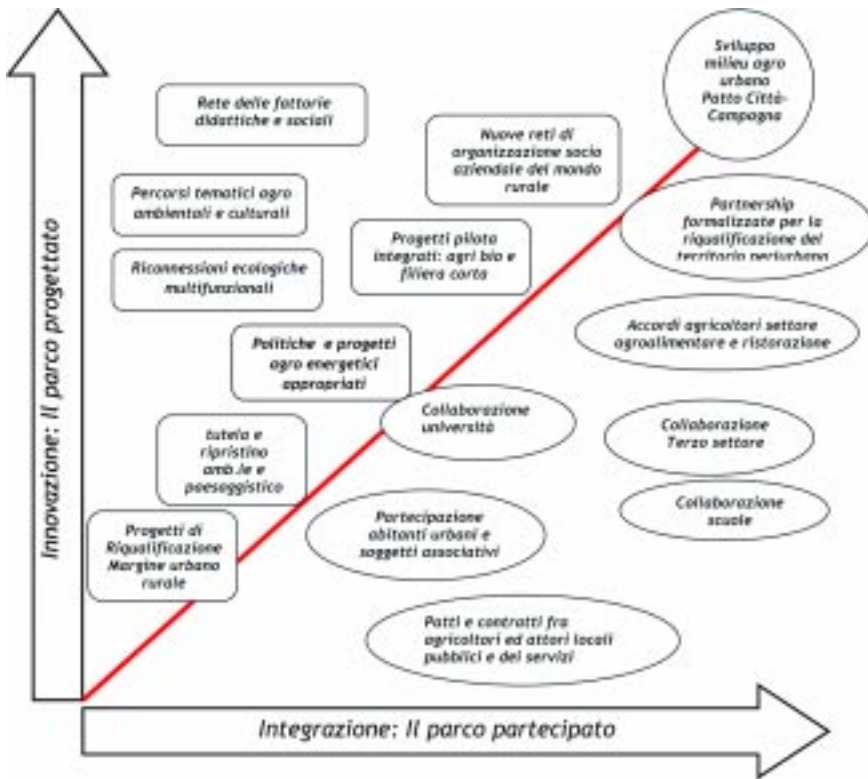 Sviluppo
milieu agro
urbano
Patto Città-
Campagna
Rete delle fattorie
didattiche e sociali
Nuove reti di
organizzazione socio
aziendale del mondo
rurale
Percorsi tematici agro
ambientali e culturali
Partnership
formalizzate per la
riqualificazione del
territorio periurbano
Progetti pilota
integrati: agri bio e
filiera corta
Riconnessioni ecologiche
multifunzionali
Accordi agricoltori settore
agroalimentare e ristorazione
Politiche e progetti
agro energetici
appropriati
Collaborazione
università
Collaborazione
Terzo settore
tutela e
ripristino
amb.le e
paesaggistico
Collaborazione
scuole
Partecipazione
abitanti urbani e
soggetti associativi
Progetti di
Riqualificazione
Margine urbano
rurale
Patti e contratti fra
agricoltori ed attori locali
pubblici e dei servizi
Innovazione: Il parco progettato
Integrazione: Il parco partecipato